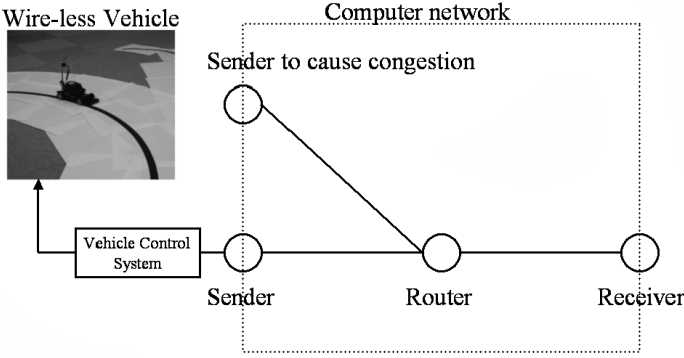 Wire-less Vehicle
Computer network
Sender to cause congestion
Vehicle Control
System
Sender
Router
Receiver